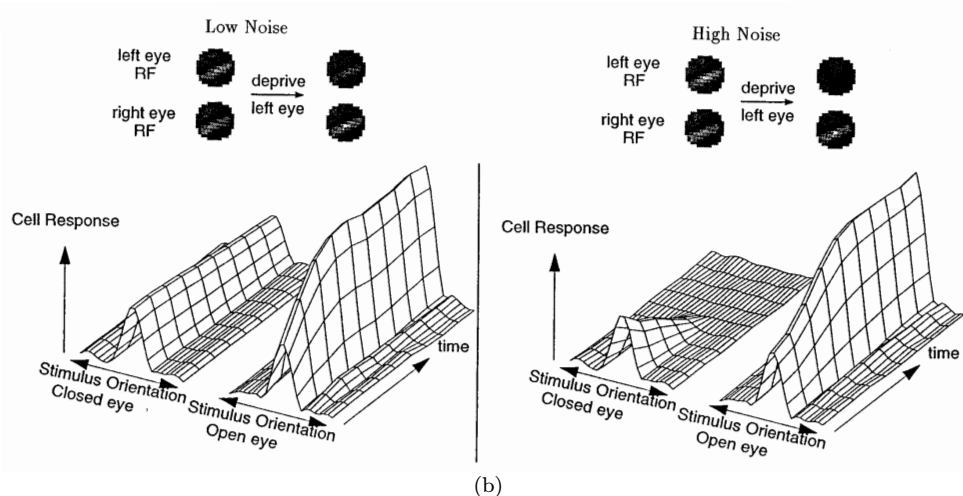 Low Noise
left eye
RF
deprive
left eye
right eye
RF
Cell Response
time
Stimulus Orientation
Closed eye
Stimulus Orientation
Open eye
High Noise
left eye
RF
deprive
left eye
right eye
RF
Cell Response
time
Stimulus Orientation
Closed eye
Stimulus Orientation
Open eye
(b)